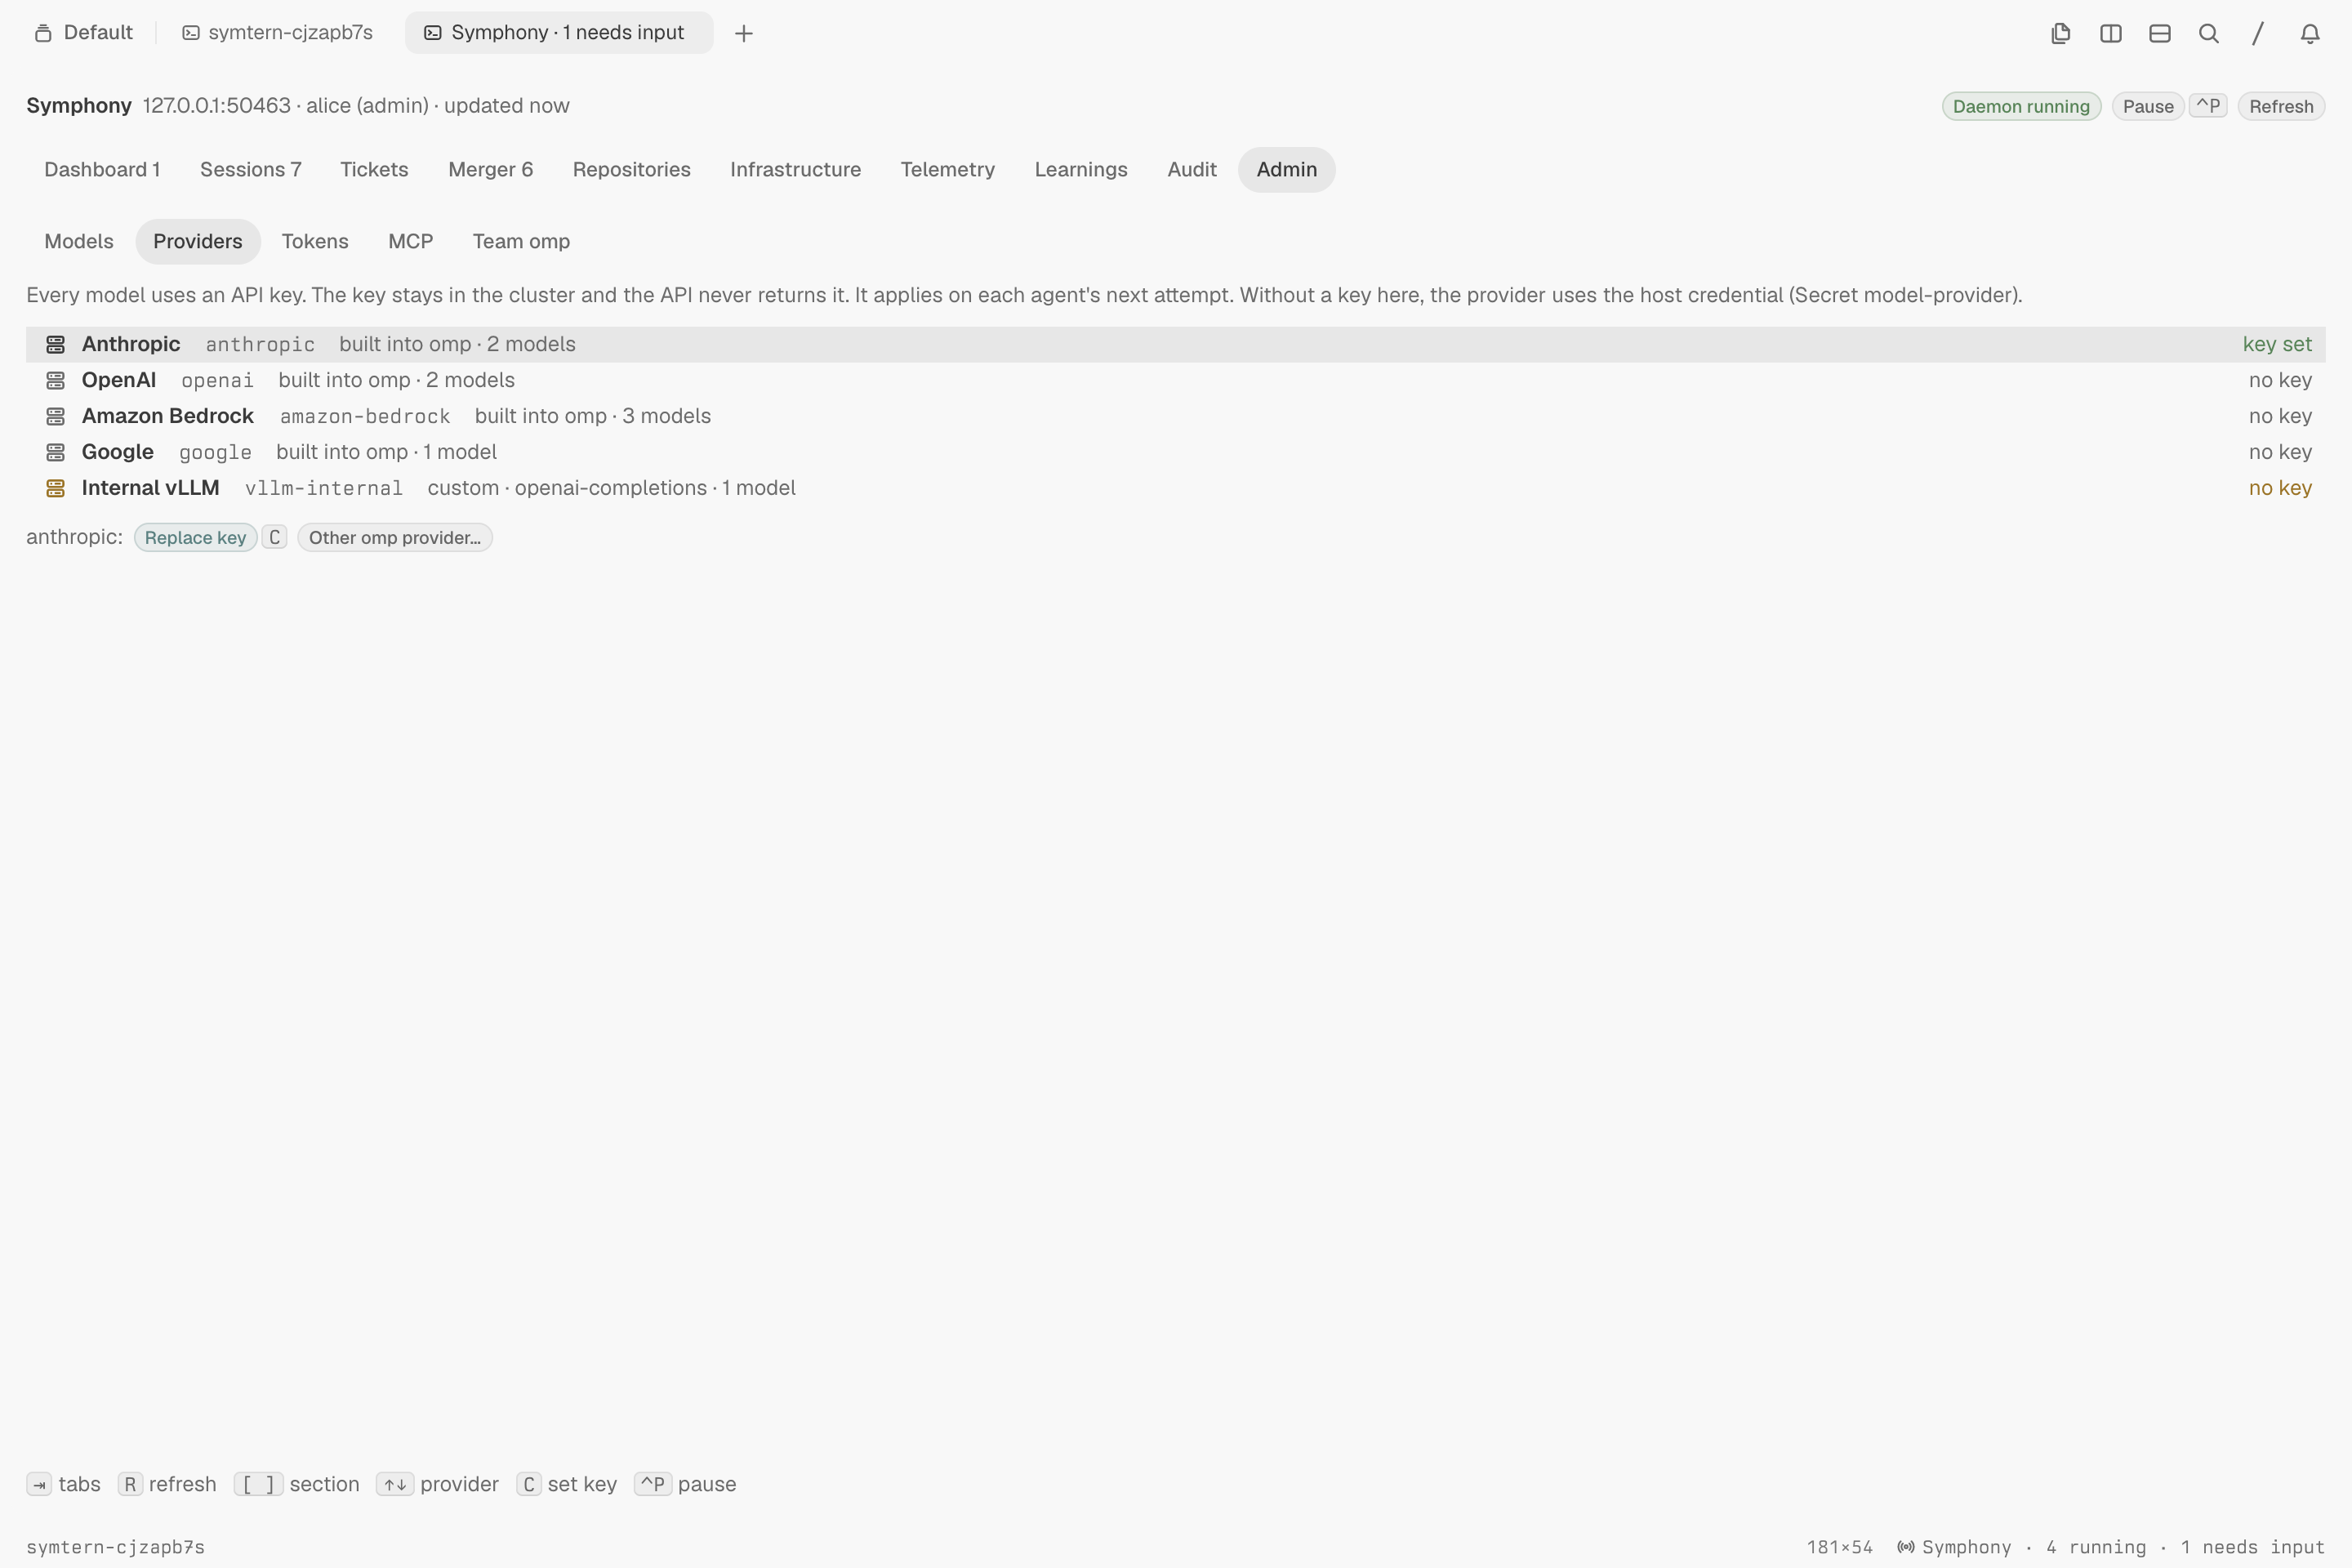 Default symtern-cjzapb7s Symphony · 1 needs input
Symphony 127.0.0.1:50463 · alice (admin) · updated now Daemon running Pause ^P Refresh
Dashboard 1 Sessions 7 Tickets Merger 6 Repositories Infrastructure Telemetry Learnings Audit Admin
Models Providers Tokens MCP Team omp
Every model uses an API key. The key stays in the cluster and the API never returns it. It applies on each agent's next attempt. Without a key here, the provider uses the host credential (Secret model-provider).
Anthropic anthropic built into omp · 2 models key set
OpenAI openai built into omp · 2 models no key
Amazon Bedrock amazon-bedrock built into omp · 3 models no key
Google google built into omp · 1 model no key
Internal vLLM vllm-internal custom · openai-completions · 1 model no key
anthropic: Replace key C Other omp provider...
⇥ tabs R refresh [ ] section ↑↓ provider C set key ^P pause
symtern-cjzapb7s 181×54 Symphony · 4 running · 1 needs input